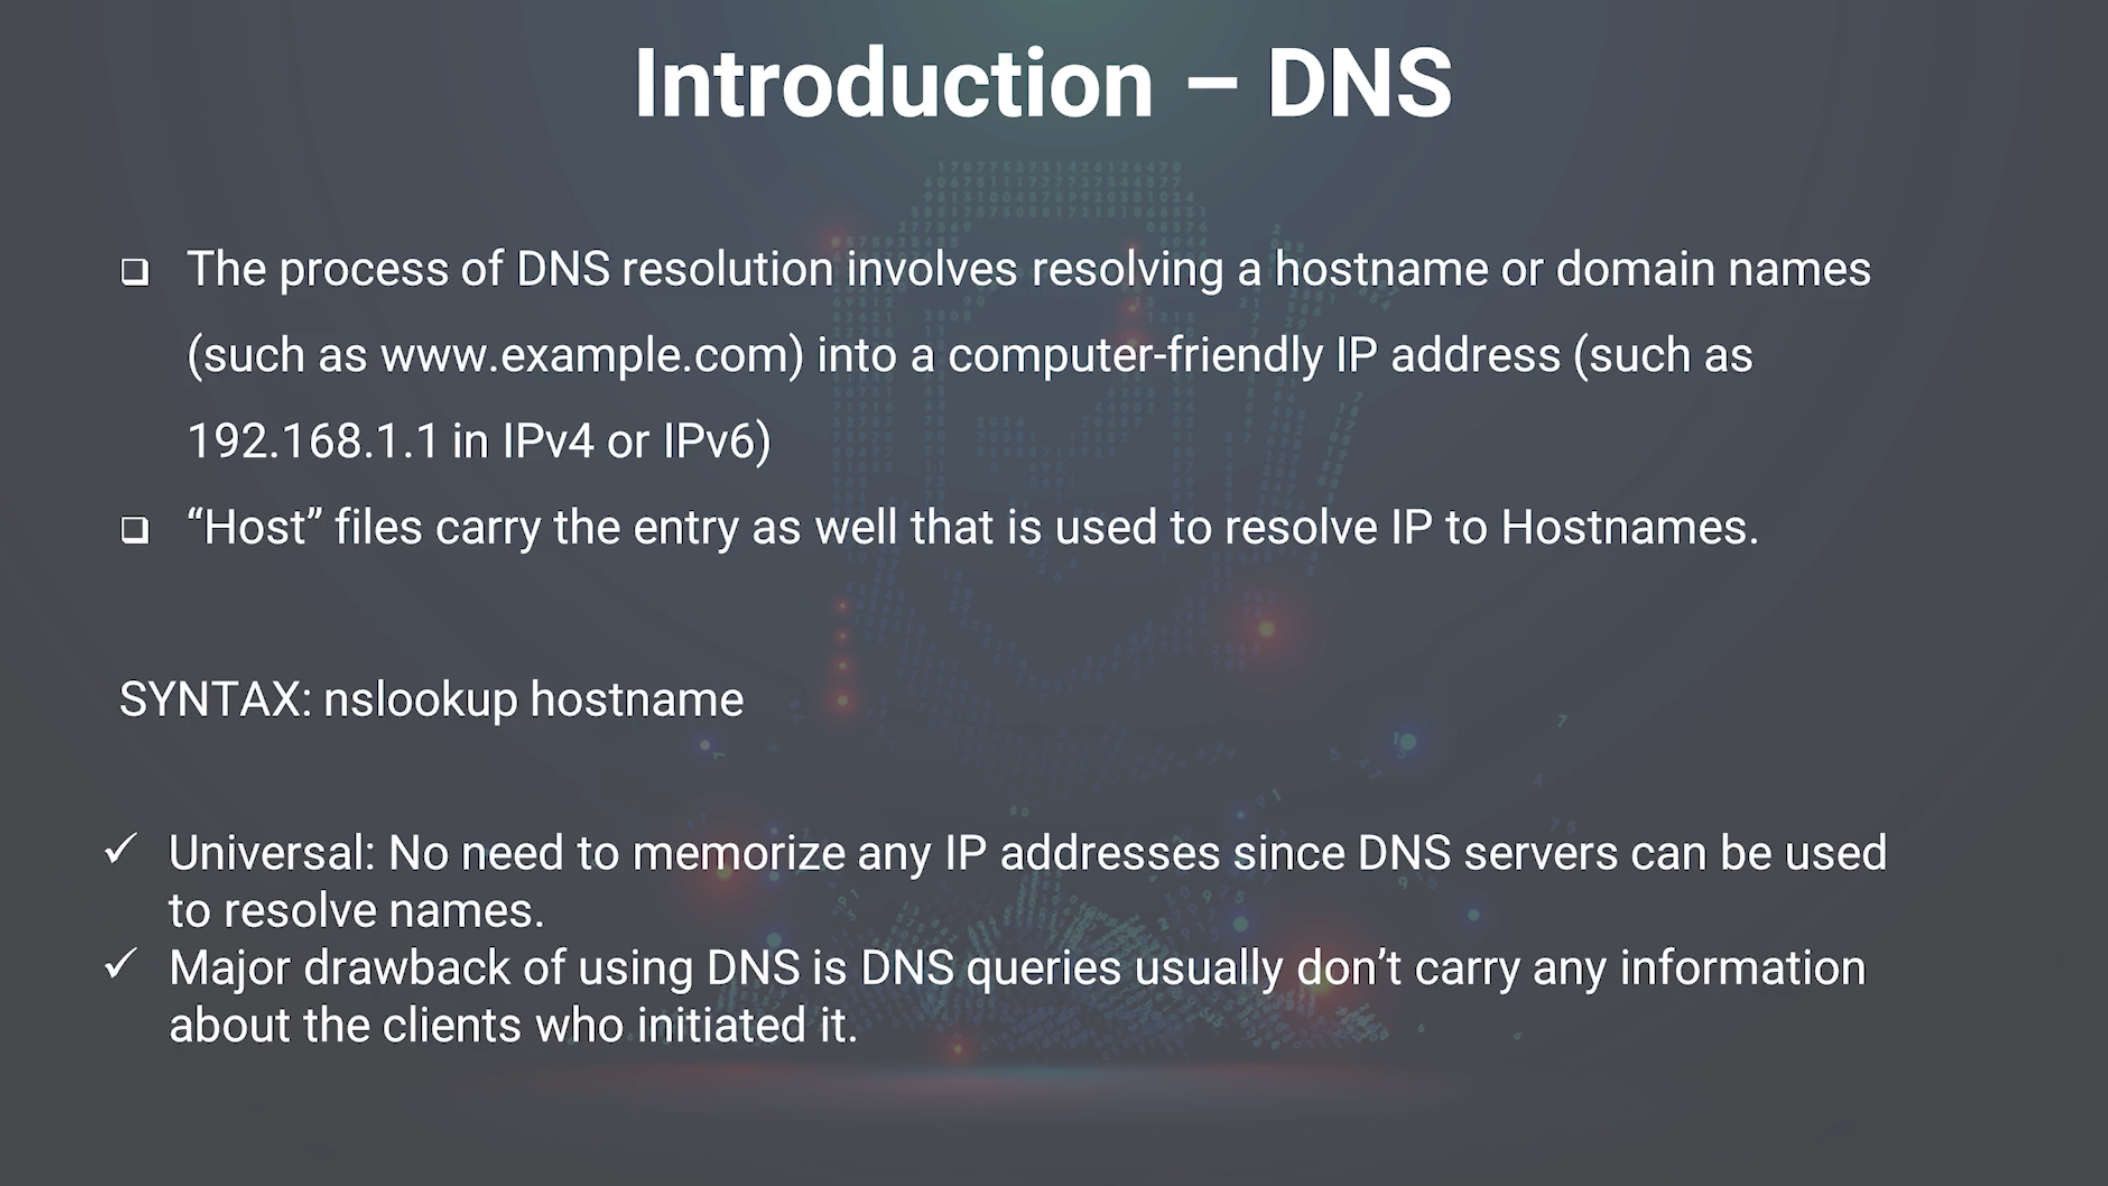 Introduction – DNS
❑ The process of DNS resolution involves resolving a hostname or domain names
(such as www.example.com) into a computer-friendly IP address (such as
192.168.1.1 in IPv4 or IPv6)
❑ “Host” files carry the entry as well that is used to resolve IP to Hostnames.
SYNTAX: nslookup hostname
✓ Universal: No need to memorize any IP addresses since DNS servers can be used
to resolve names.
✓ Major drawback of using DNS is DNS queries usually don’t carry any information
about the clients who initiated it.